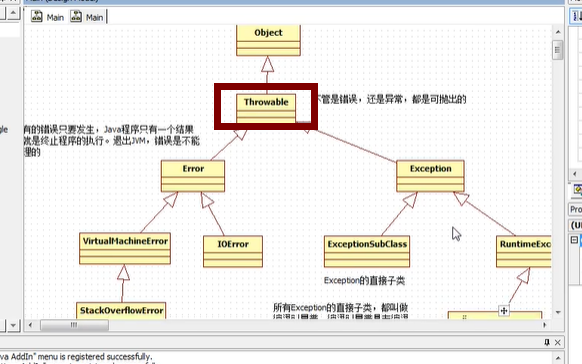 Main
Main
Object
Throwable
不管是错误，还是异常，都是可抛出的
有的错误只要发生，Java程序只有一个结果
就是终止程序的执行。退出JVM，错误是不能
理的
gle
Error
Exception
VirtualMachineError
IOError
ExceptionSubClass
RuntimeExc
Exception的直接子类
StackOverflowError
所有Exception的直接子类，都叫做
Pro
(U
va AddIn" menu is registered successfully.